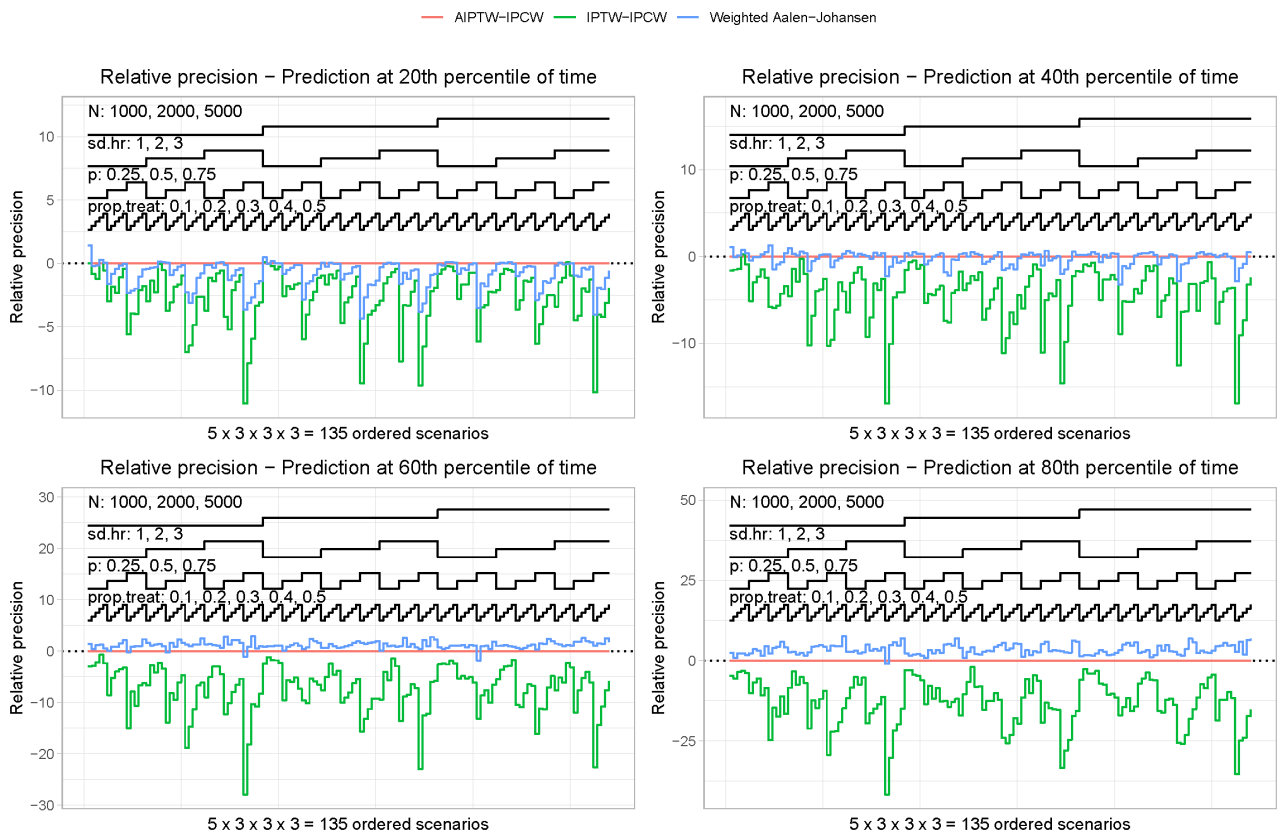 AIPTW−IPCW IPTW−IPCW Weighted Aalen−Johansen
Relative precision − Prediction at 20th percentile of time
Relative precision
10
5
0
−5
−10
N: 1000, 2000, 5000
sd.hr: 1, 2, 3
p: 0.25, 0.5, 0.75
prop.treat: 0.1, 0.2, 0.3, 0.4, 0.5
5 x 3 x 3 x 3 = 135 ordered scenarios
Relative precision − Prediction at 40th percentile of time
Relative precision
10
0
−10
N: 1000, 2000, 5000
sd.hr: 1, 2, 3
p: 0.25, 0.5, 0.75
prop.treat: 0.1, 0.2, 0.3, 0.4, 0.5
5 x 3 x 3 x 3 = 135 ordered scenarios
Relative precision − Prediction at 60th percentile of time
Relative precision
30
20
10
0
−10
−20
−30
N: 1000, 2000, 5000
sd.hr: 1, 2, 3
p: 0.25, 0.5, 0.75
prop.treat: 0.1, 0.2, 0.3, 0.4, 0.5
5 x 3 x 3 x 3 = 135 ordered scenarios
Relative precision − Prediction at 80th percentile of time
Relative precision
50
25
0
−25
N: 1000, 2000, 5000
sd.hr: 1, 2, 3
p: 0.25, 0.5, 0.75
prop.treat: 0.1, 0.2, 0.3, 0.4, 0.5
5 x 3 x 3 x 3 = 135 ordered scenarios